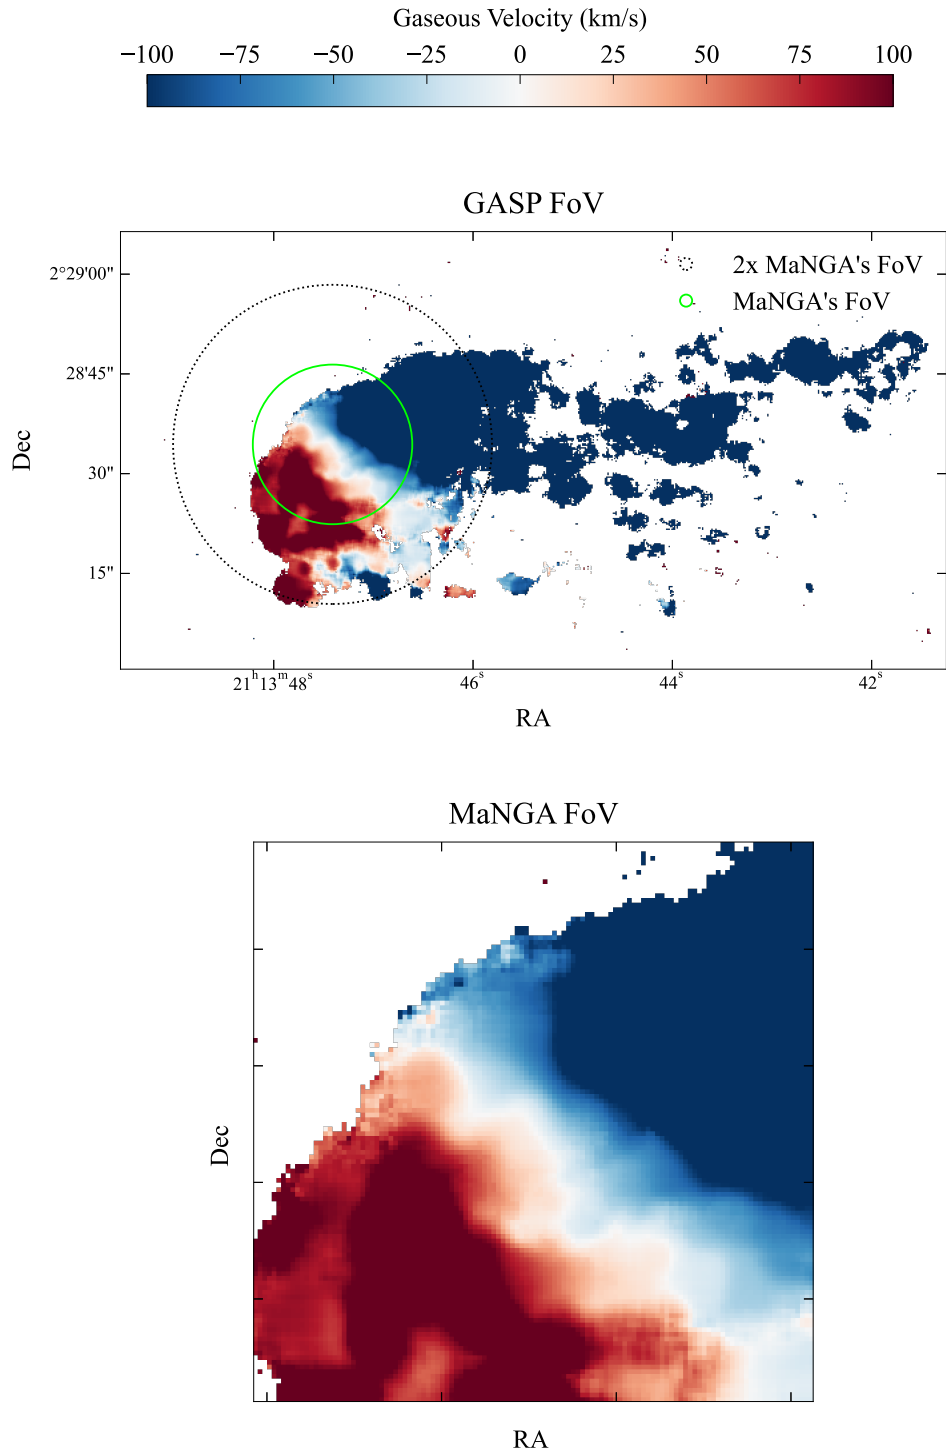 Gaseous Velocity (km/s)
−100 −75 −50 −25 0 25 50 75 100
GASP FoV
2x MaNGA's FoV
MaNGA's FoV
2°29'00"
28'45"
30"
15"
Dec
21h13m48s 46s 44s 42s
RA
MaNGA FoV
Dec
RA